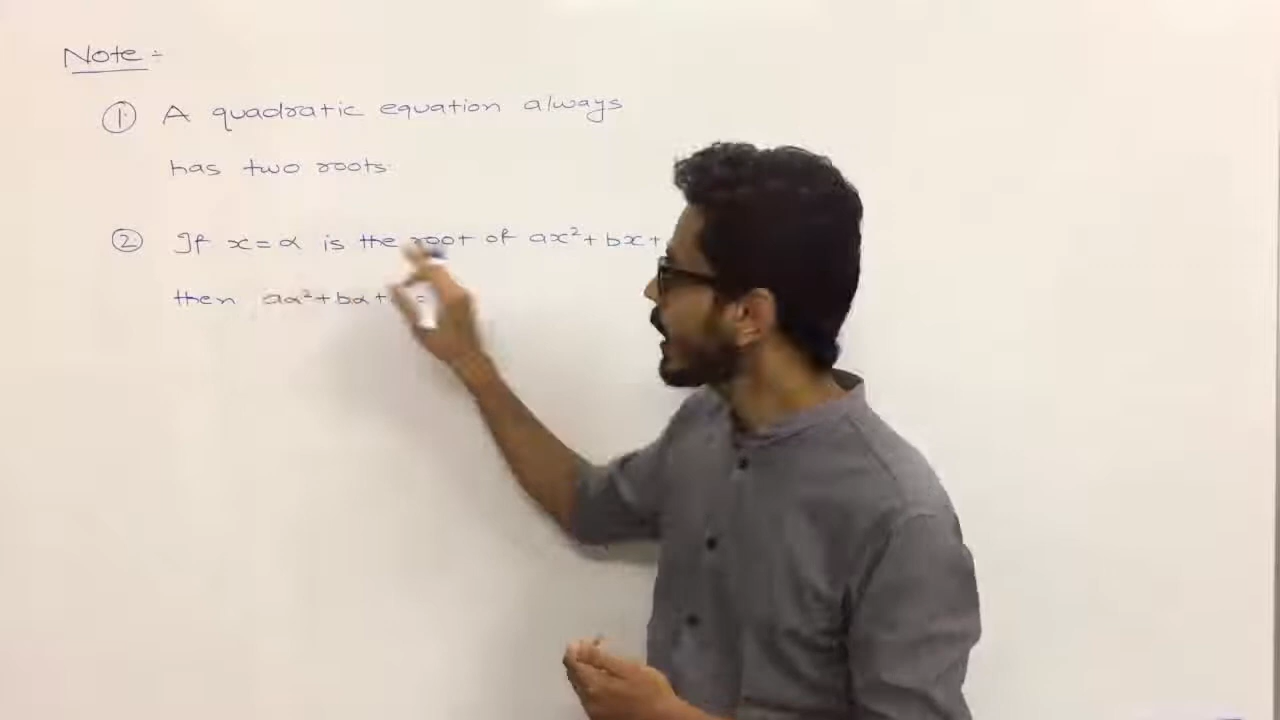 Note :-
① A quadratic equation always
has two roots.
② If x = α is the root of ax² + bx +
then aα² + bα + =